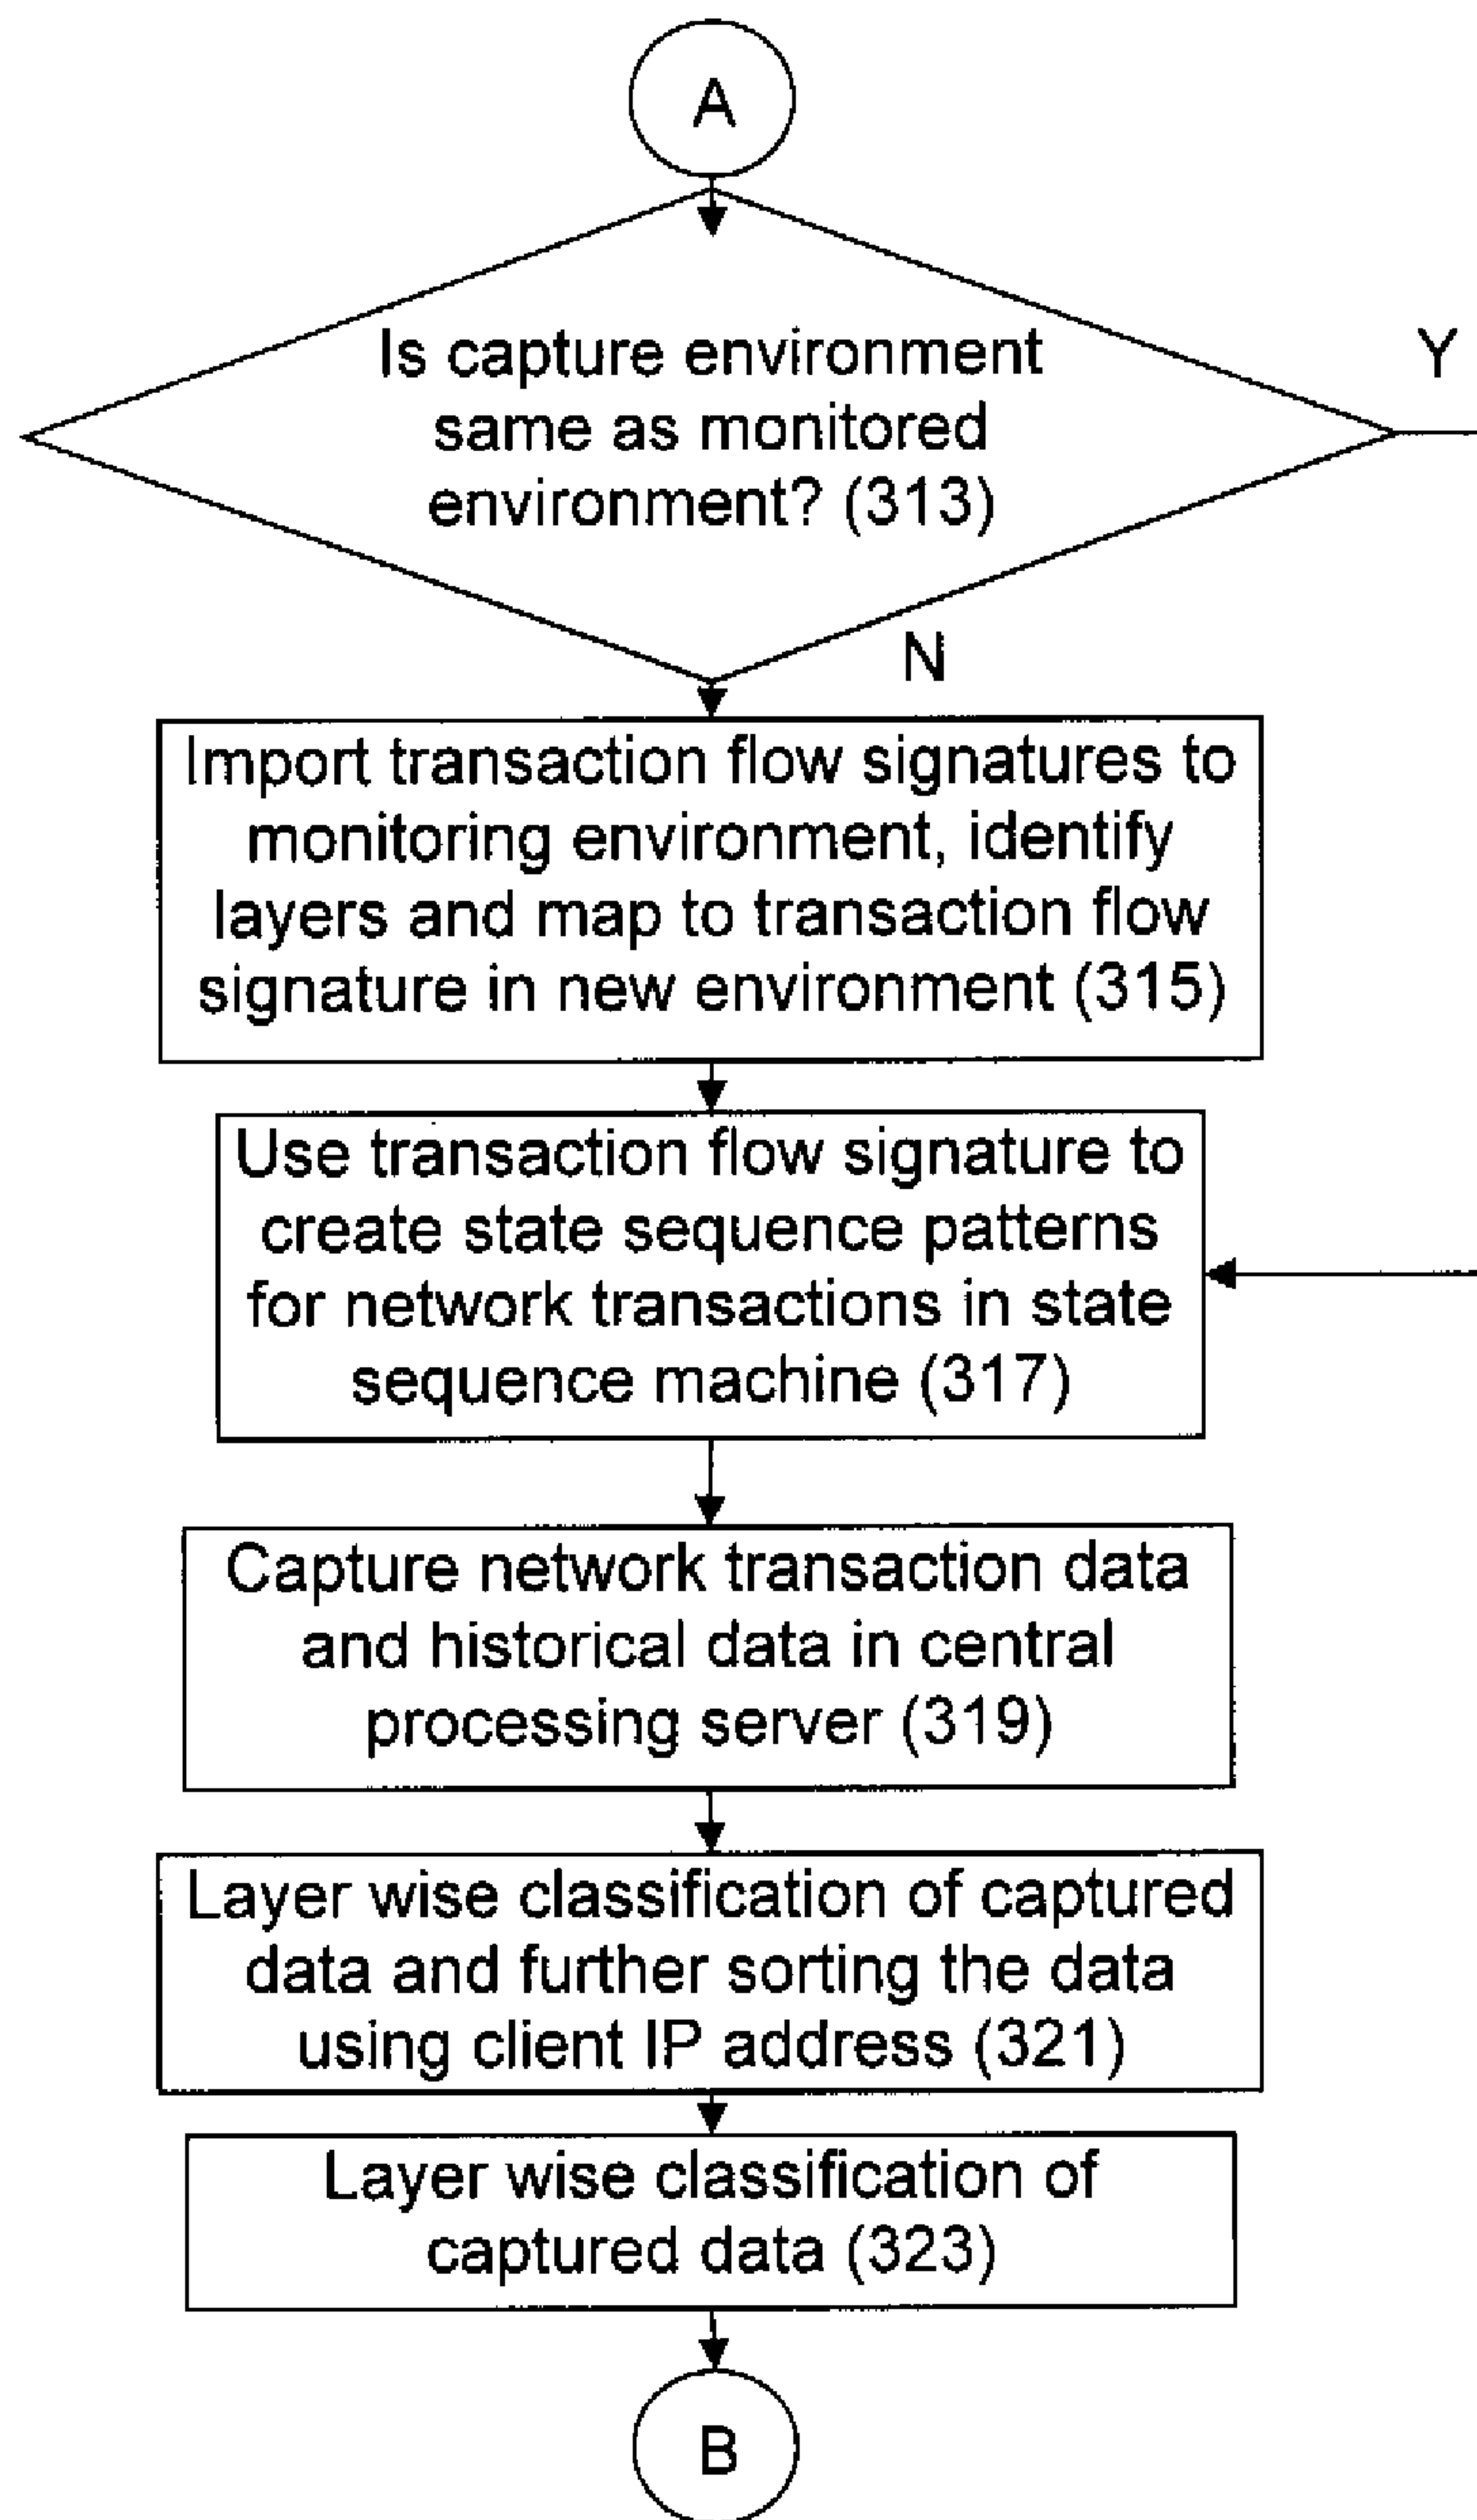 A
Is capture environment
same as monitored
environment? (313)
Y
N
Import transaction flow signatures to
monitoring environment, identify
layers and map to transaction flow
signature in new environment (315)
Use transaction flow signature to
create state sequence patterns
for network transactions in state
sequence machine (317)
Capture network transaction data
and historical data in central
processing server (319)
Layer wise classification of captured
data and further sorting the data
using client IP address (321)
Layer wise classification of
captured data (323)
B